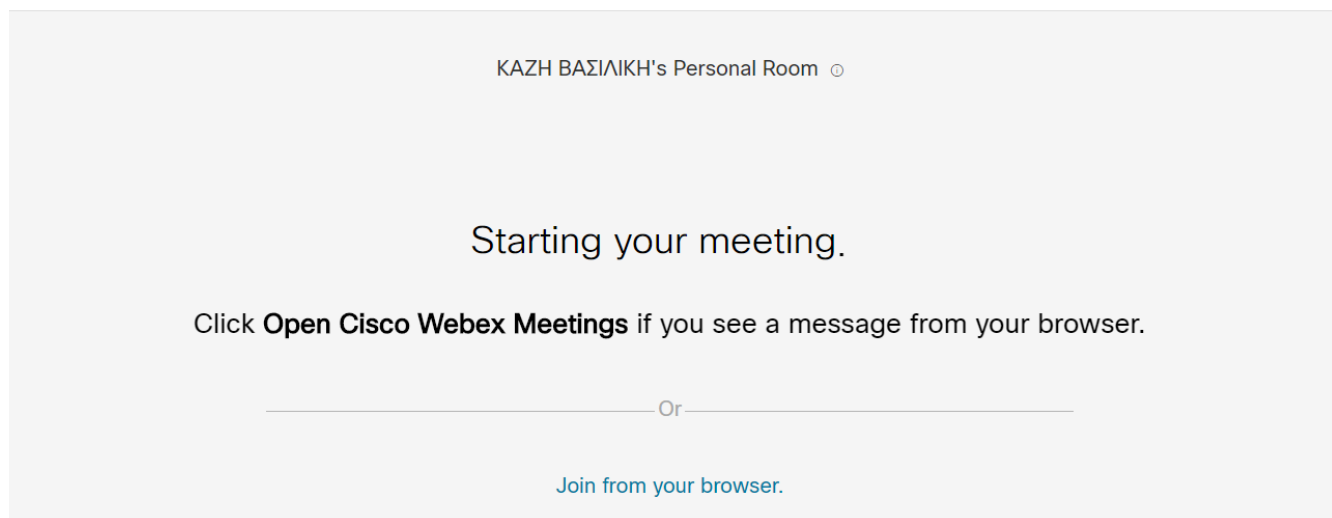 ΚΑΖΗ ΒΑΣΙΛΙΚΗ's Personal Room
Starting your meeting.
Click Open Cisco Webex Meetings if you see a message from your browser.
Or
Join from your browser.